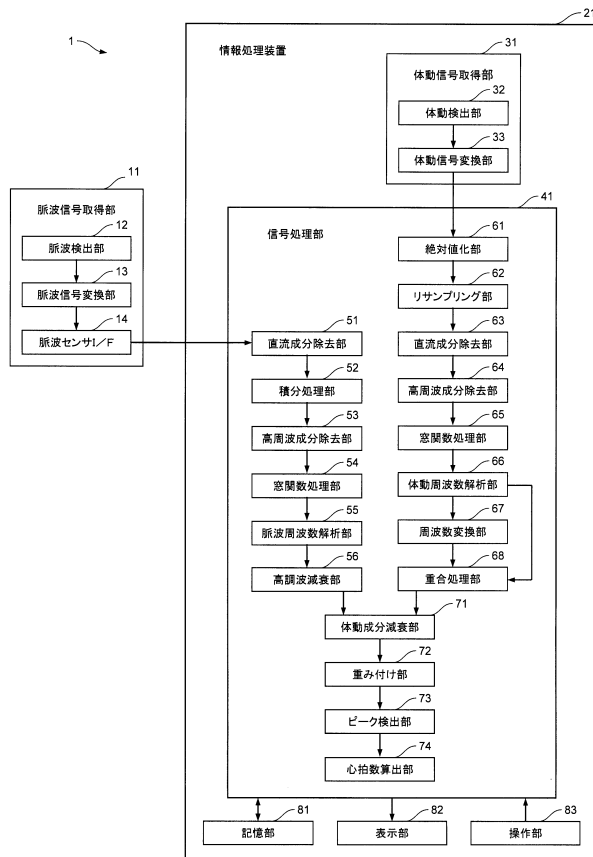 21
1
情報処理装置
31
体動信号取得部
32
体動検出部
33
体動信号変換部
11
脈波信号取得部
12
脈波検出部
13
脈波信号変換部
14
脈波センサI/F
41
信号処理部
61
絶対値化部
62
リサンプリング部
51
直流成分除去部
63
直流成分除去部
52
積分処理部
64
高周波成分除去部
53
高周波成分除去部
65
窓関数処理部
54
窓関数処理部
66
体動周波数解析部
55
脈波周波数解析部
67
周波数変換部
56
高調波減衰部
68
重合処理部
71
体動成分減衰部
72
重み付け部
73
ピーク検出部
74
心拍数算出部
81
記憶部
82
表示部
83
操作部